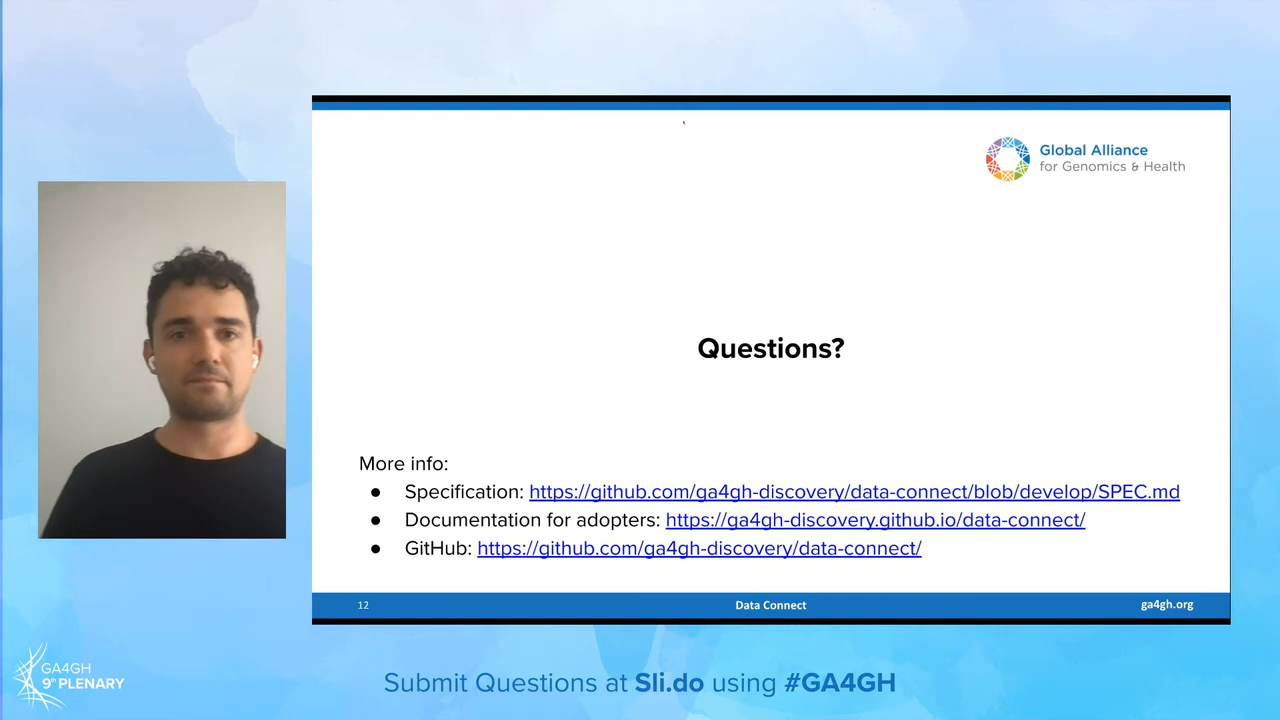 Global Alliance
for Genomics & Health
Questions?
More info:
● Specification: https://github.com/ga4gh-discovery/data-connect/blob/develop/SPEC.md
● Documentation for adopters: https://ga4gh-discovery.github.io/data-connect/
● GitHub: https://github.com/ga4gh-discovery/data-connect/
12 Data Connect ga4gh.org
GA4GH
9th PLENARY
Submit Questions at Sli.do using #GA4GH